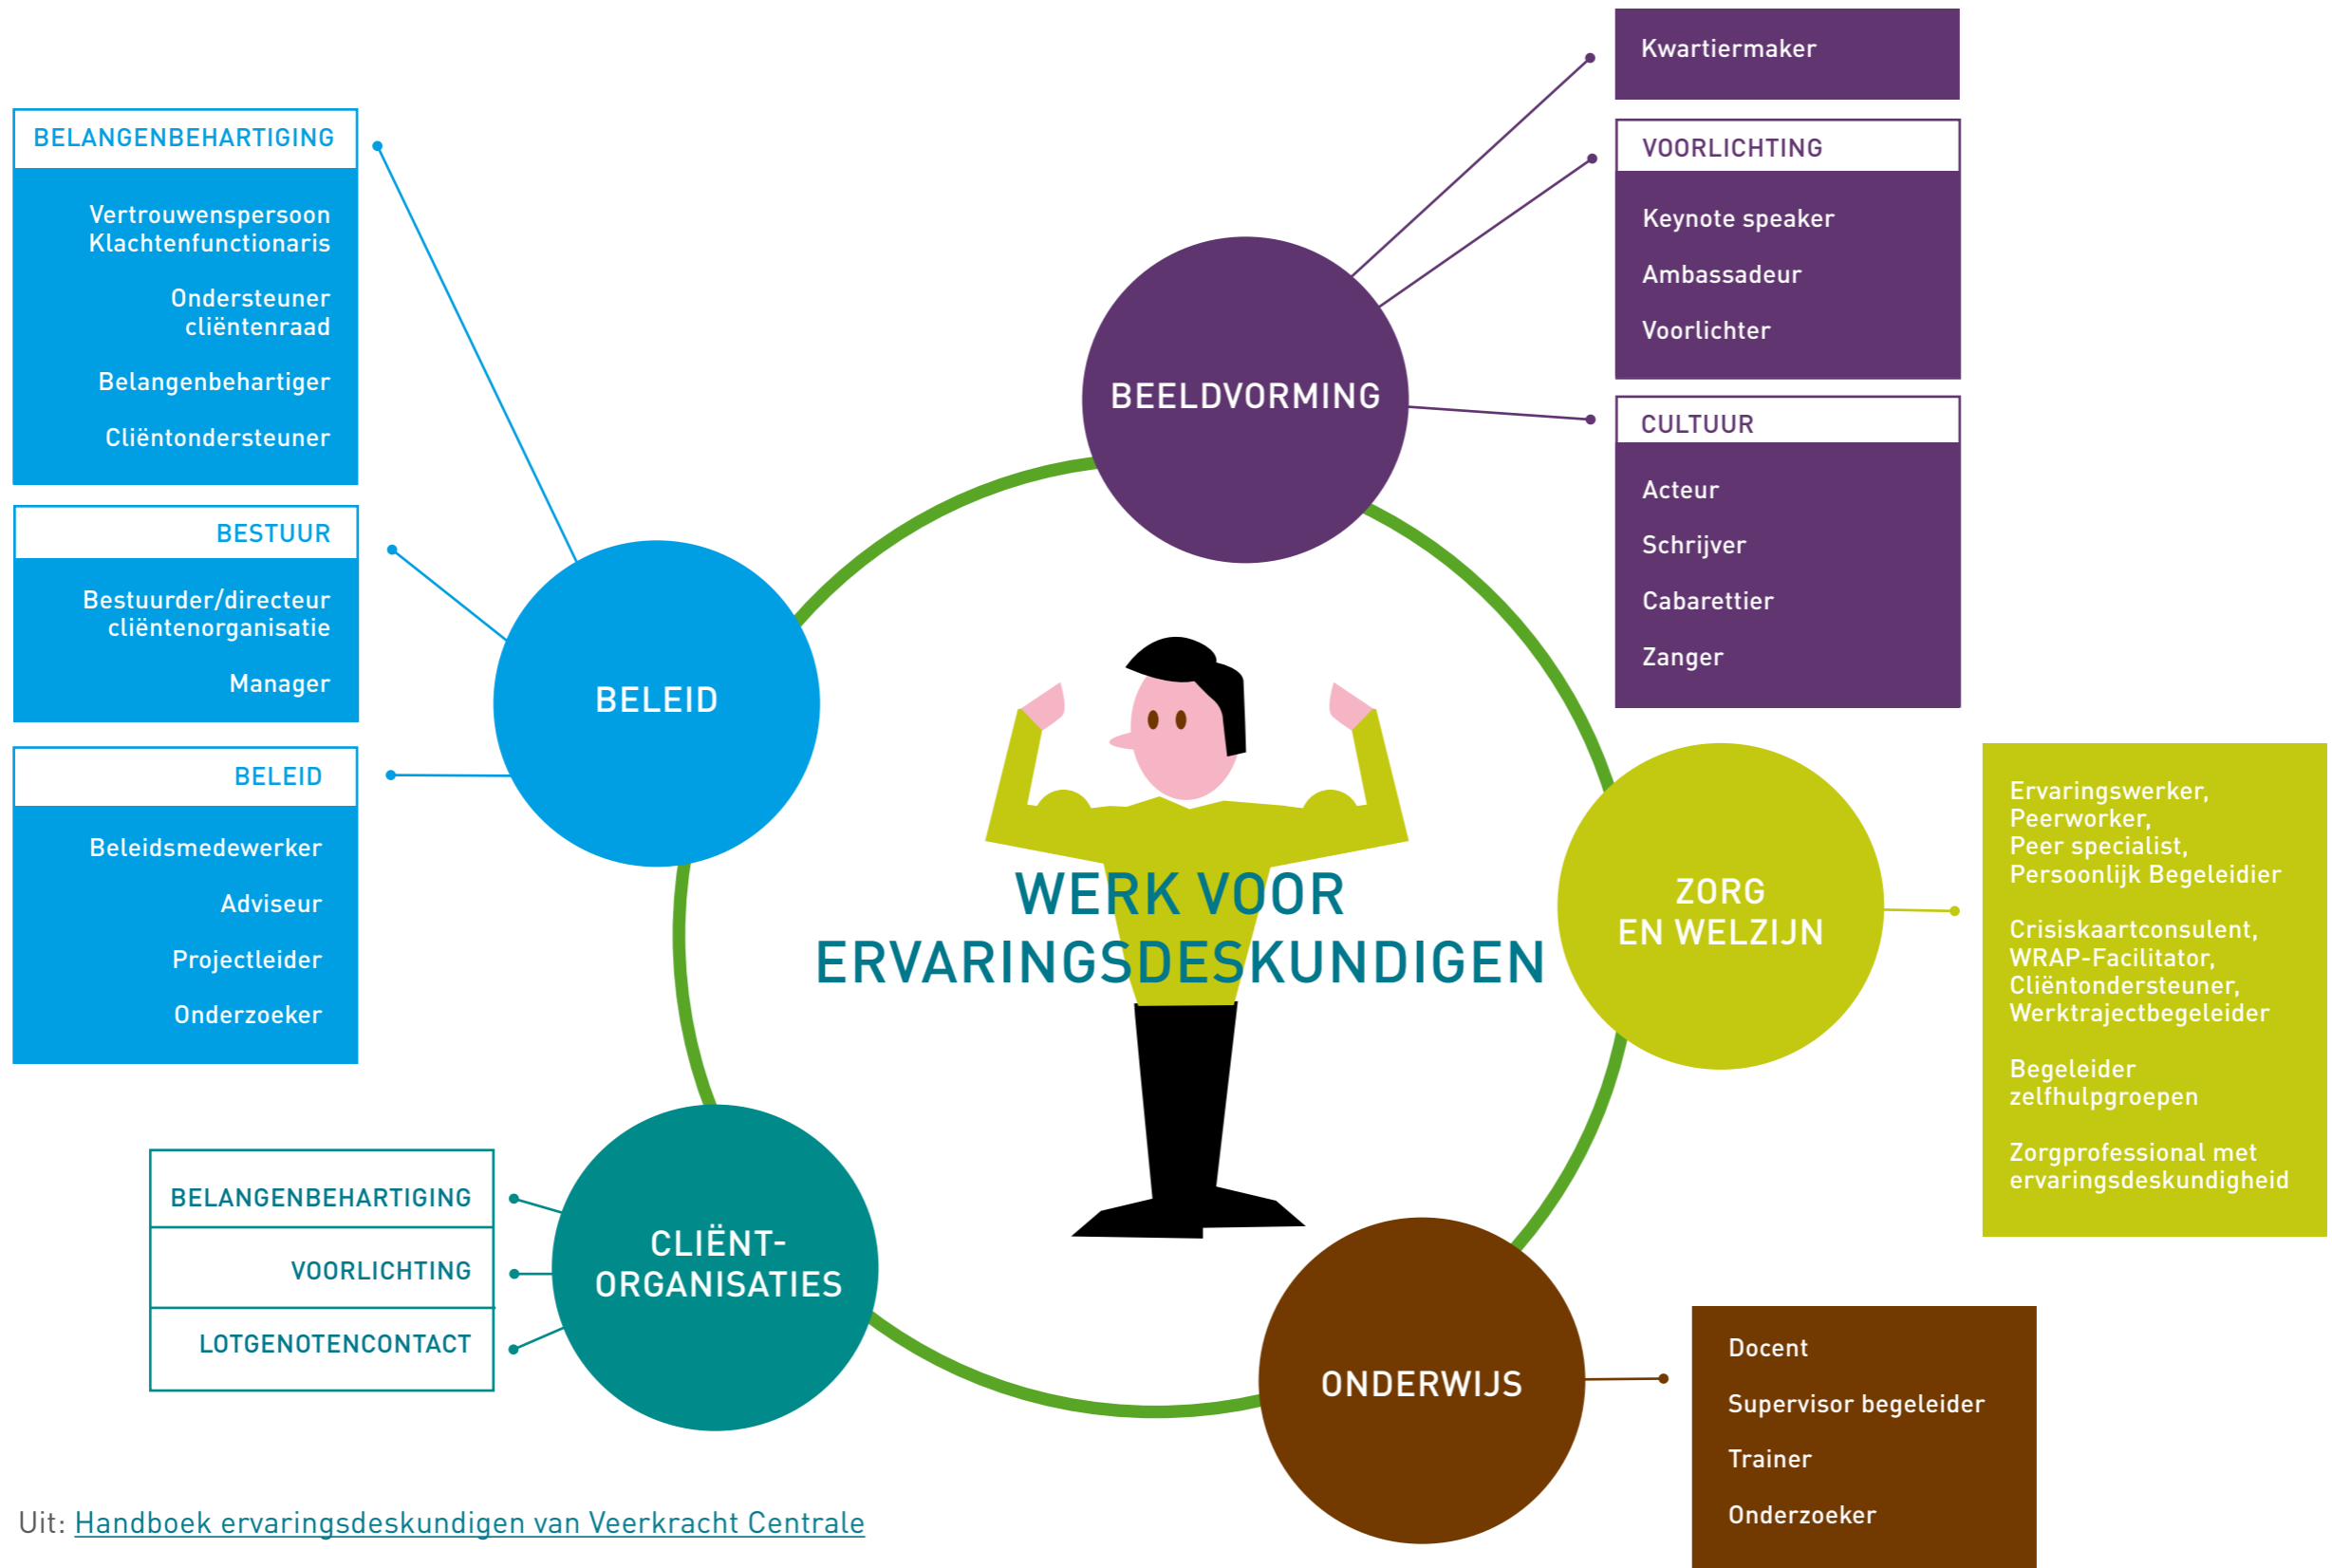 BELANGENBEHARTIGING
Vertrouwenspersoon
Klachtenfunctionaris
Ondersteuner
cliëntenraad
Belangenbehartiger
Cliëntondersteuner
BESTUUR
Bestuurder/directeur
cliëntenorganisatie
Manager
BELEID
Beleidsmedewerker
Adviseur
Projectleider
Onderzoeker
BELEID
BEELDVORMING
Kwartiermaker
VOORLICHTING
Keynote speaker
Ambassadeur
Voorlichter
CULTUUR
Acteur
Schrijver
Cabarettier
Zanger
WERK VOOR
ERVARINGSDESKUNDIGEN
ZORG
EN WELZIJN
Ervaringswerker,
Peerworker,
Peer specialist,
Persoonlijk Begeleidier
Crisiskaartconsulent,
WRAP-Facilitator,
Cliëntondersteuner,
Werktrajectbegeleider
Begeleider
zelfhulpgroepen
Zorgprofessional met
ervaringsdeskundigheid
BELANGENBEHARTIGING
VOORLICHTING
LOTGENOTENCONTACT
CLIËNT-
ORGANISATIES
ONDERWIJS
Docent
Supervisor begeleider
Trainer
Onderzoeker
Uit: Handboek ervaringsdeskundigen van Veerkracht Centrale